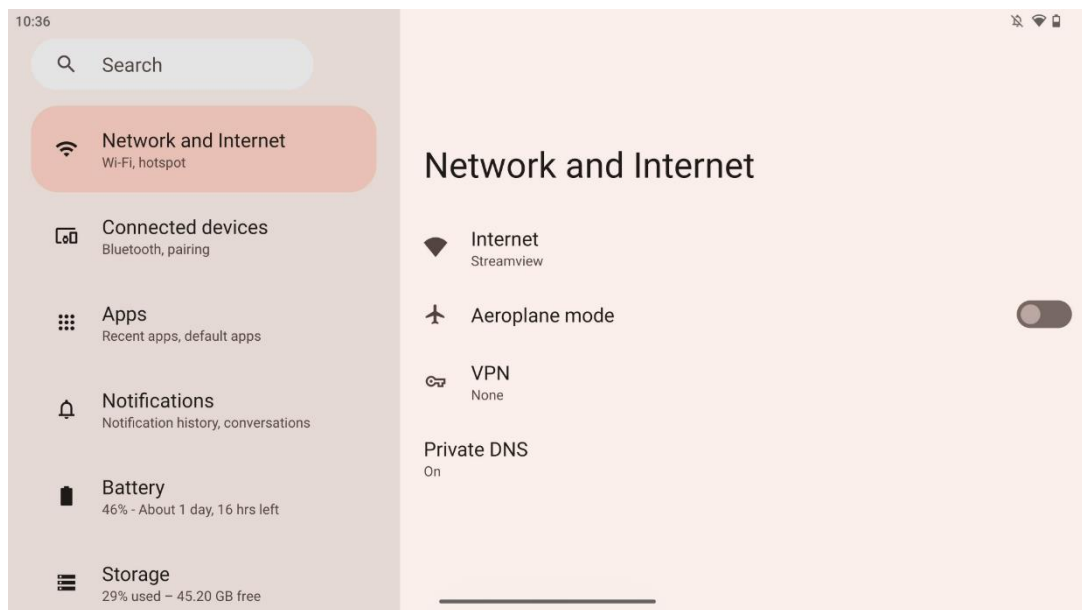 10:36
Search
Network and Internet
Wi-Fi, hotspot
Connected devices
Bluetooth, pairing
Apps
Recent apps, default apps
Notifications
Notification history, conversations
Battery
46% - About 1 day, 16 hrs left
Storage
29% used – 45.20 GB free
Network and Internet
Internet
Streamview
Aeroplane mode
VPN
None
Private DNS
On